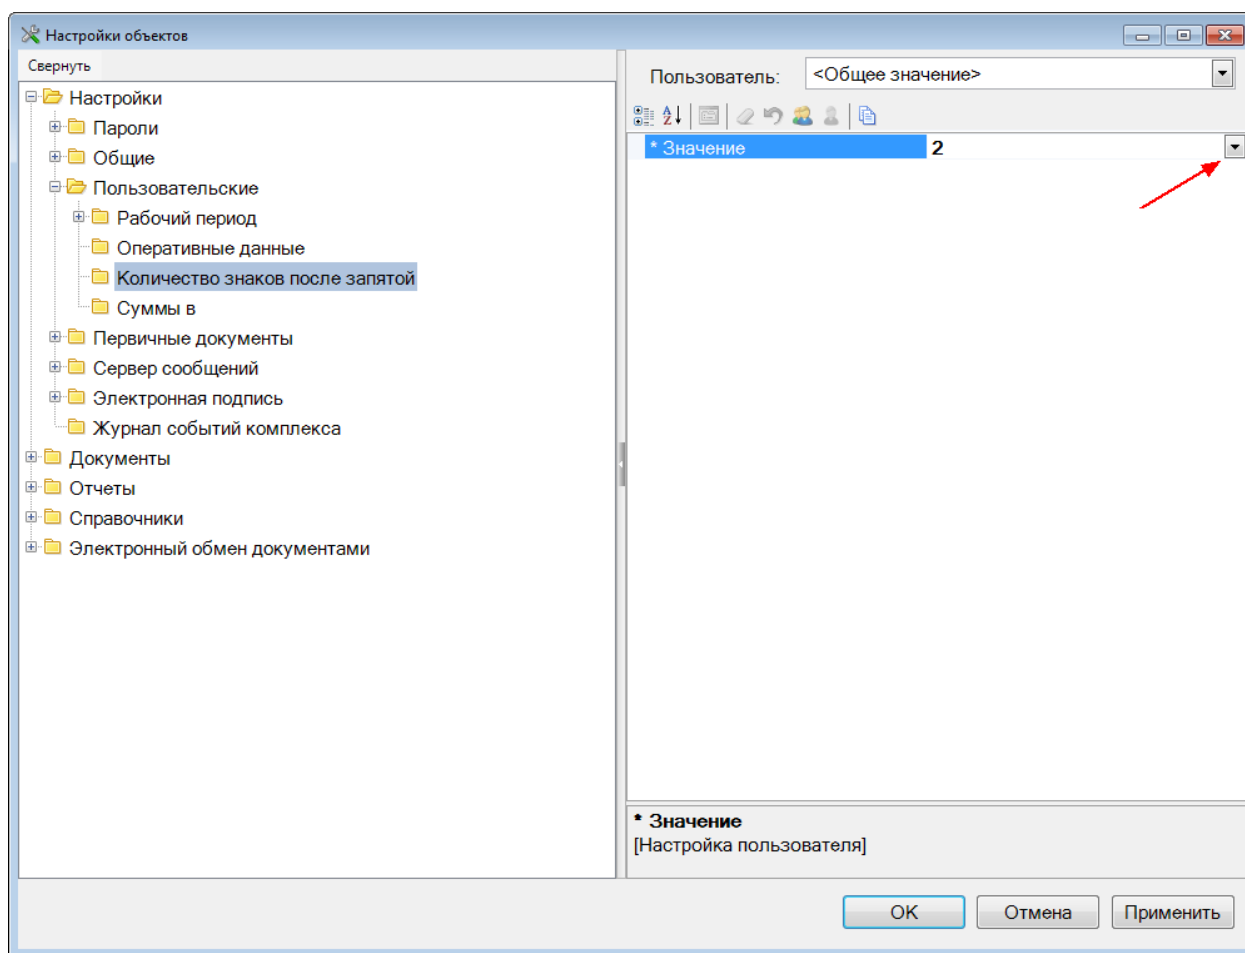 Настройки объектов
Свернуть
Настройки
Пароли
Общие
Пользовательские
Рабочий период
Оперативные данные
Количество знаков после запятой
Суммы в
Первичные документы
Сервер сообщений
Электронная подпись
Журнал событий комплекса
Документы
Отчеты
Справочники
Электронный обмен документами
Пользователь: <Общее значение>
* Значение 2
* Значение
[Настройка пользователя]
OK Отмена Применить